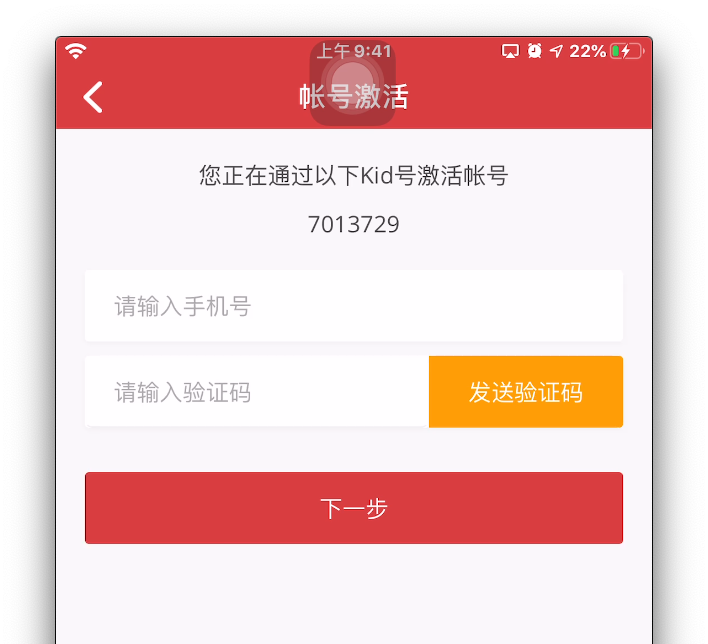 上午 9:41
22%
帐号激活
您正在通过以下Kid号激活帐号
7013729
请输入手机号
请输入验证码
发送验证码
下一步